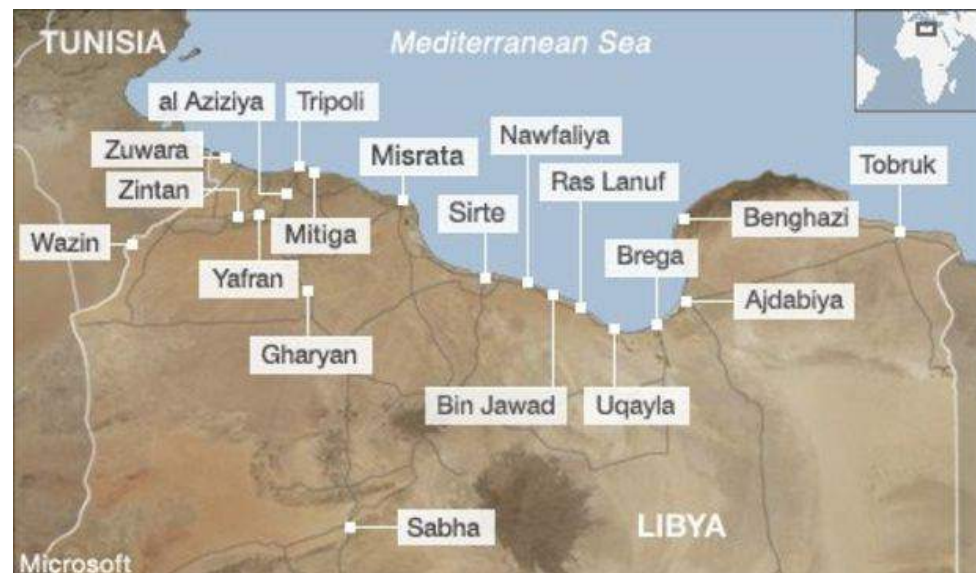 TUNISIA
Mediterranean Sea
al Aziziya
Tripoli
Zuwara
Misrata
Nawfaliya
Tobruk
Zintan
Sirte
Ras Lanuf
Benghazi
Wazin
Mitiga
Brega
Yafran
Ajdabiya
Gharyan
Bin Jawad
Uqayla
Sabha
LIBYA
Microsoft